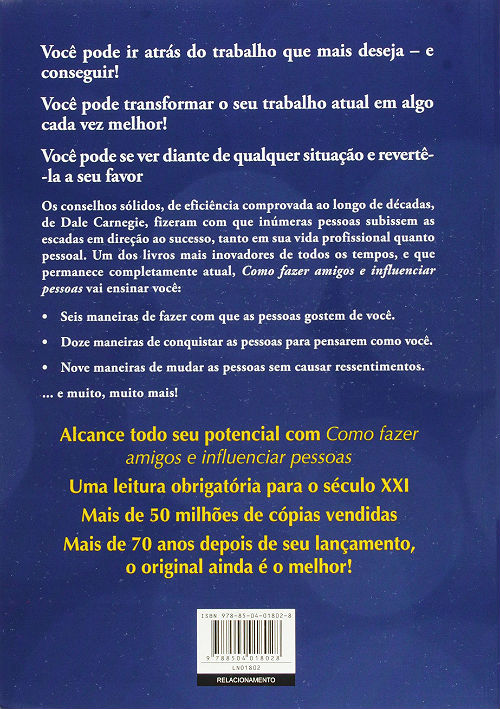 Você pode ir atrás do trabalho que mais deseja – e
conseguir!
Você pode transformar o seu trabalho atual em algo
cada vez melhor!
Você pode se ver diante de qualquer situação e revertê-
-la a seu favor
Os conselhos sólidos, de eficiência comprovada ao longo de décadas,
de Dale Carnegie, fizeram com que inúmeras pessoas subissem as
escadas em direção ao sucesso, tanto em sua vida profissional quanto
pessoal. Um dos livros mais inovadores de todos os tempos, e que
permanece completamente atual, Como fazer amigos e influenciar
pessoas vai ensinar você:
• Seis maneiras de fazer com que as pessoas gostem de você.
• Doze maneiras de conquistar as pessoas para pensarem como você.
• Nove maneiras de mudar as pessoas sem causar ressentimentos.
... e muito, muito mais!
Alcance todo seu potencial com Como fazer
amigos e influenciar pessoas
Uma leitura obrigatória para o século XXI
Mais de 50 milhões de cópias vendidas
Mais de 70 anos depois de seu lançamento,
o original ainda é o melhor!
ISBN 978-85-04-01802-8
9 788504 018028
LN01802
RELACIONAMENTO